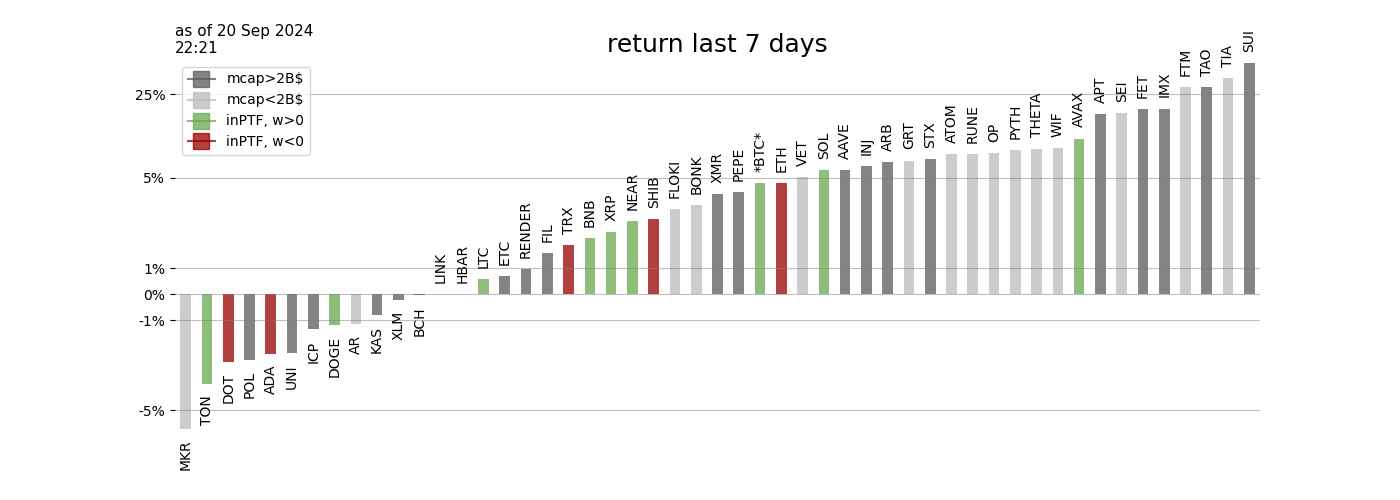 as of 20 Sep 2024
22:21
return last 7 days
mcap>2B$
mcap<2B$
inPTF, w>0
inPTF, w<0
25%
5%
1%
0%
-1%
-5%
MKR
TON
DOT
POL
ADA
UNI
ICP
DOGE
AR
KAS
XLM
BCH
LINK
HBAR
LTC
ETC
RENDER
FIL
TRX
BNB
XRP
NEAR
SHIB
FLOKI
BONK
XMR
PEPE
*BTC*
ETH
VET
SOL
AAVE
INJ
ARB
GRT
STX
ATOM
RUNE
OP
PYTH
THETA
WIF
AVAX
APT
SEI
FET
IMX
FTM
TAO
TIA
SUI